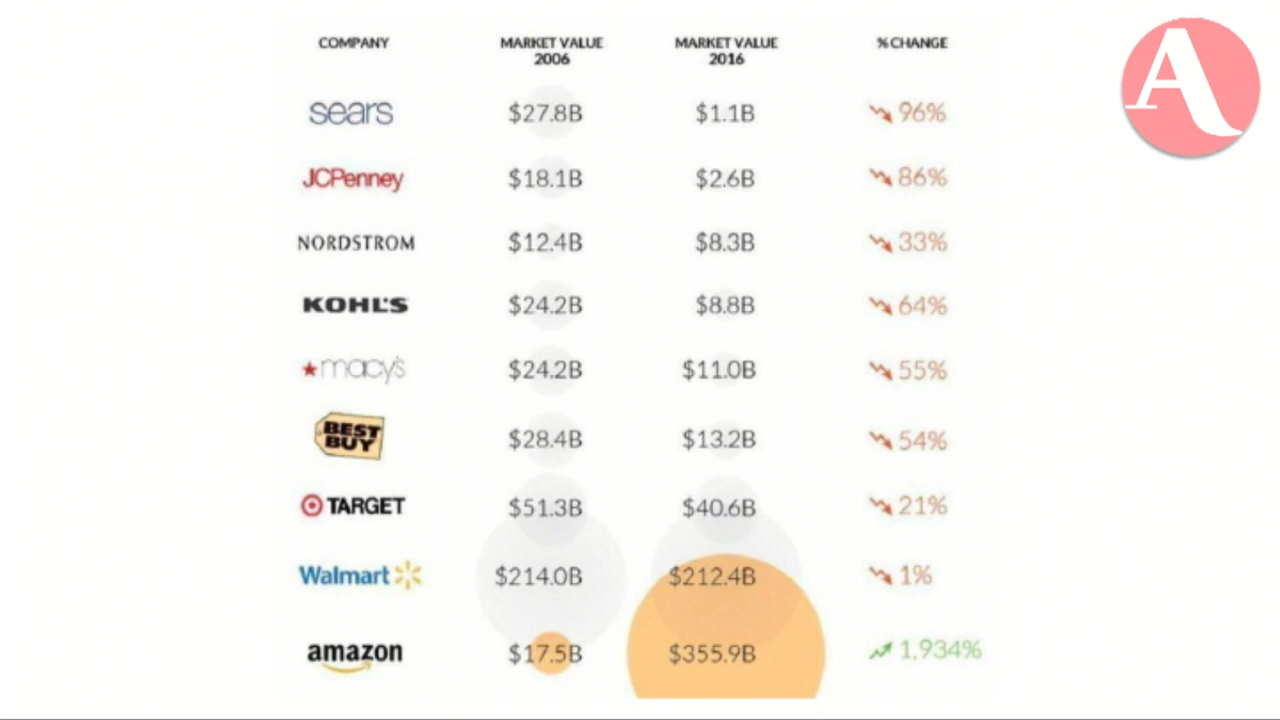 COMPANY MARKET VALUE 2006 MARKET VALUE 2016 % CHANGE
sears $27.8B $1.1B 96%
JCPenney $18.1B $2.6B 86%
NORDSTROM $12.4B $8.3B 33%
KOHL'S $24.2B $8.8B 64%
macy's $24.2B $11.0B 55%
BEST BUY $28.4B $13.2B 54%
TARGET $51.3B $40.6B 21%
Walmart $214.0B $212.4B 1%
amazon $17.5B $355.9B 1,934%
A